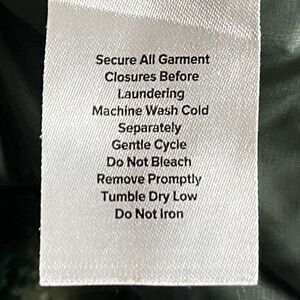 Secure All Garment
Closures Before
Laundering
Machine Wash Cold
Separately
Gentle Cycle
Do Not Bleach
Remove Promptly
Tumble Dry Low
Do Not Iron